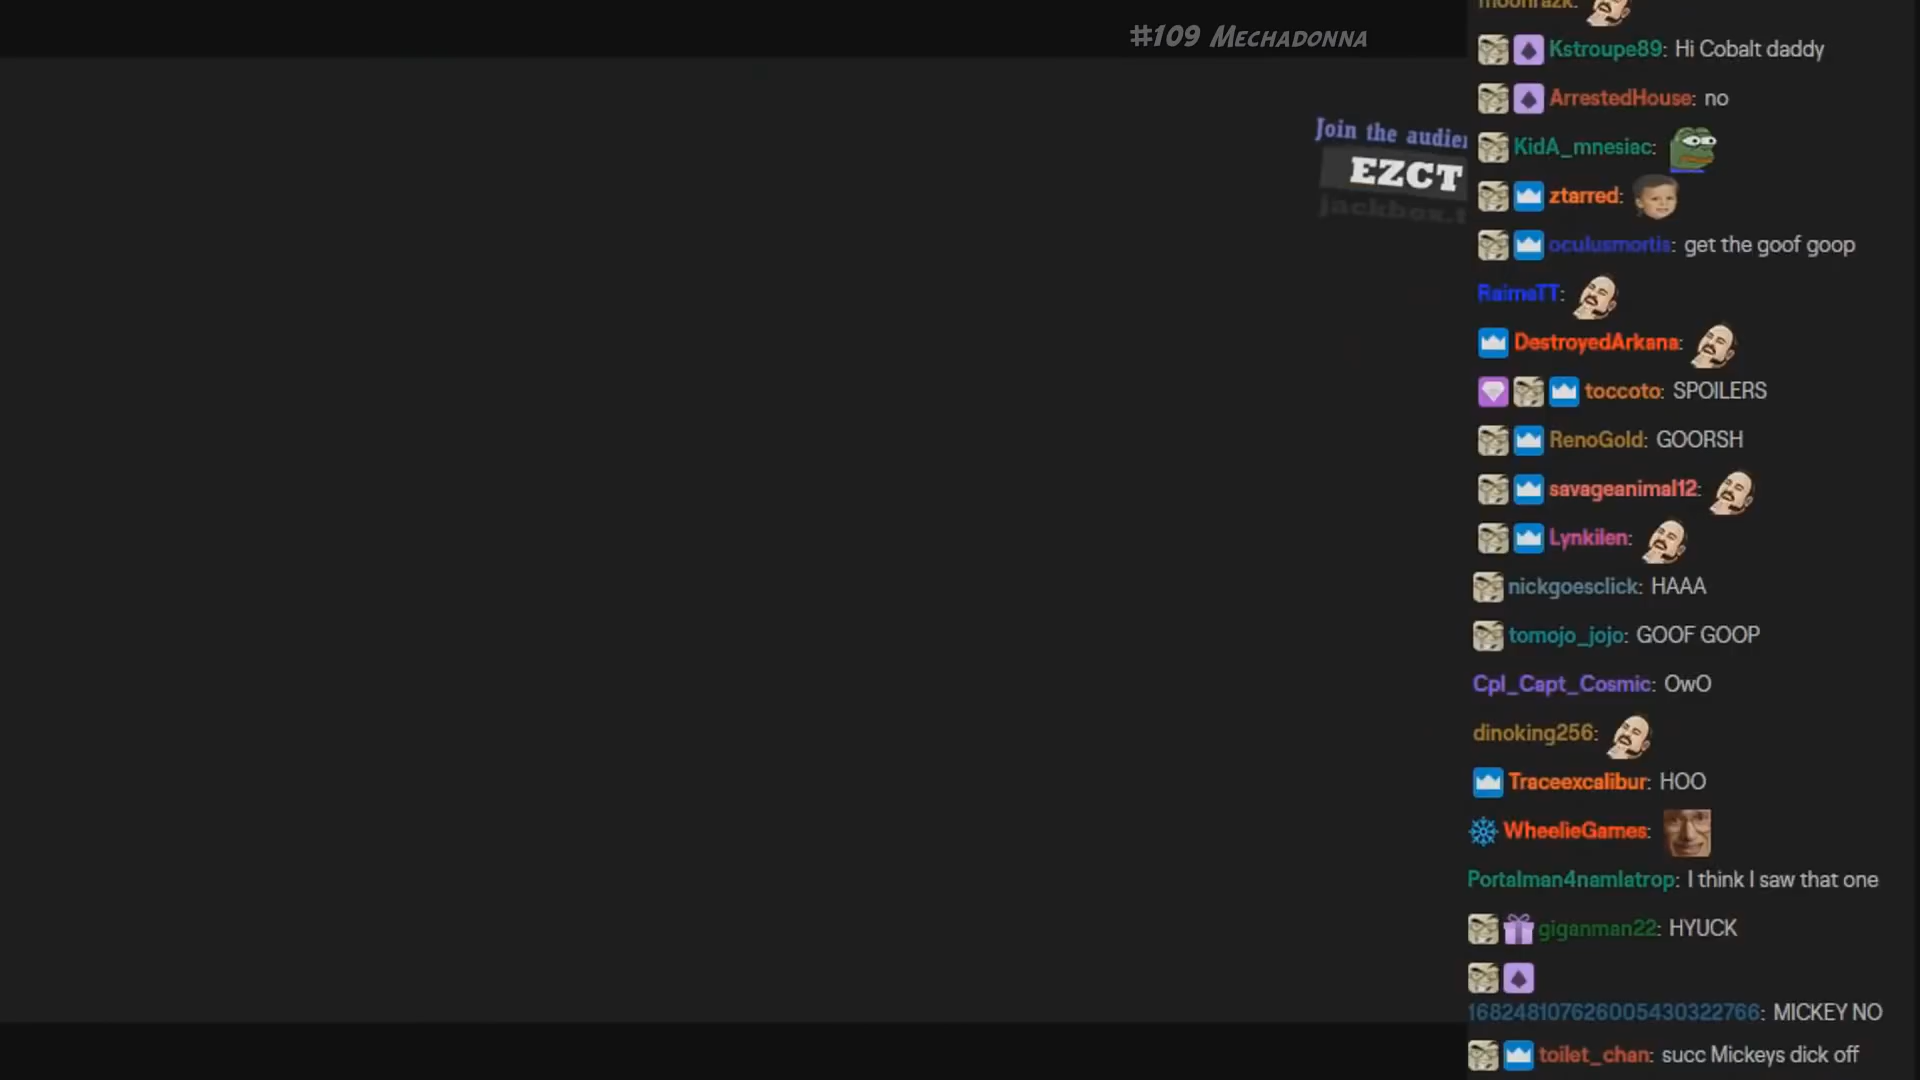 #109 MECHADONNA
Join the audie
EZCT
jackbox.t
moonrazk:
Kstroupe89: Hi Cobalt daddy
ArrestedHouse: no
KidA_mnesiac:
ztarred:
oculusmortis: get the goof goop
RaimaTT:
DestroyedArkana:
toccoto: SPOILERS
RenoGold: GOORSH
savageanimal12:
Lynkilen:
nickgoesclick: HAAA
tomojo_jojo: GOOF GOOP
Cpl_Capt_Cosmic: OwO
dinoking256:
Traceexcalibur: HOO
WheelieGames:
Portalman4namlatrop: I think I saw that one
giganman22: HYUCK
168248107626005430322766: MICKEY NO
toilet_chan: succ Mickeys dick off